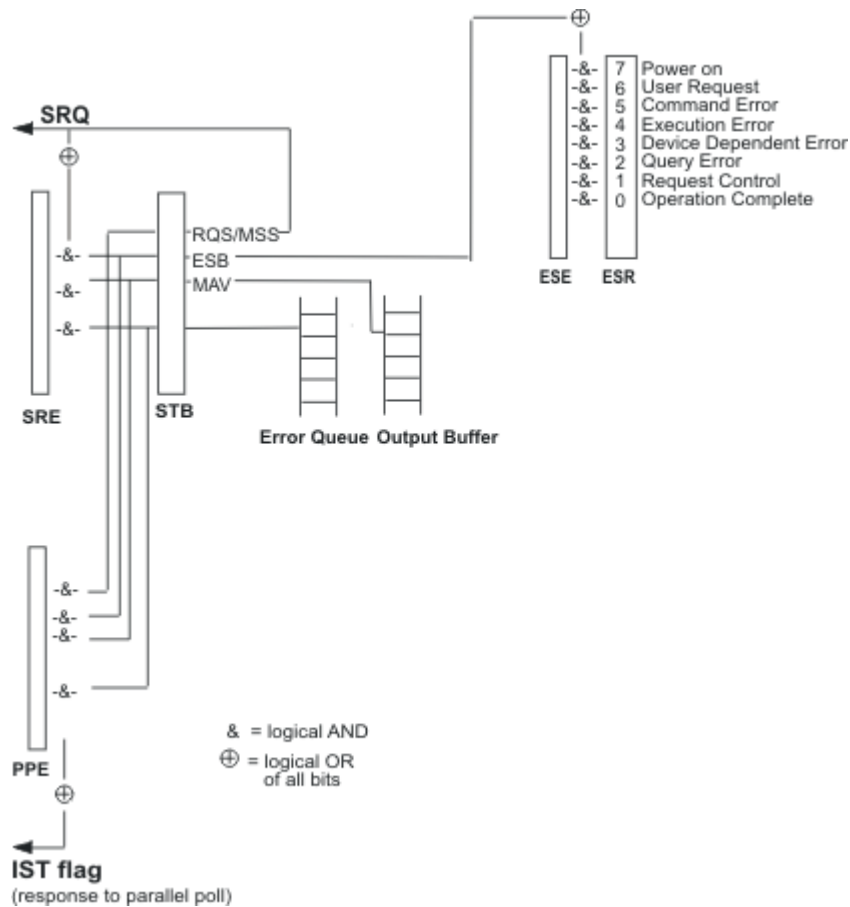 -&- 7 Power on
-&- 6 User Request
-&- 5 Command Error
-&- 4 Execution Error
-&- 3 Device Dependent Error
-&- 2 Query Error
-&- 1 Request Control
-&- 0 Operation Complete
ESE ESR
SRQ
RQS/MSS
-&- ESB
-&- MAV
-&-
SRE STB
Error Queue Output Buffer
-&-
-&-
-&-
-&-
PPE
& = logical AND
⊕ = logical OR
of all bits
IST flag
(response to parallel poll)